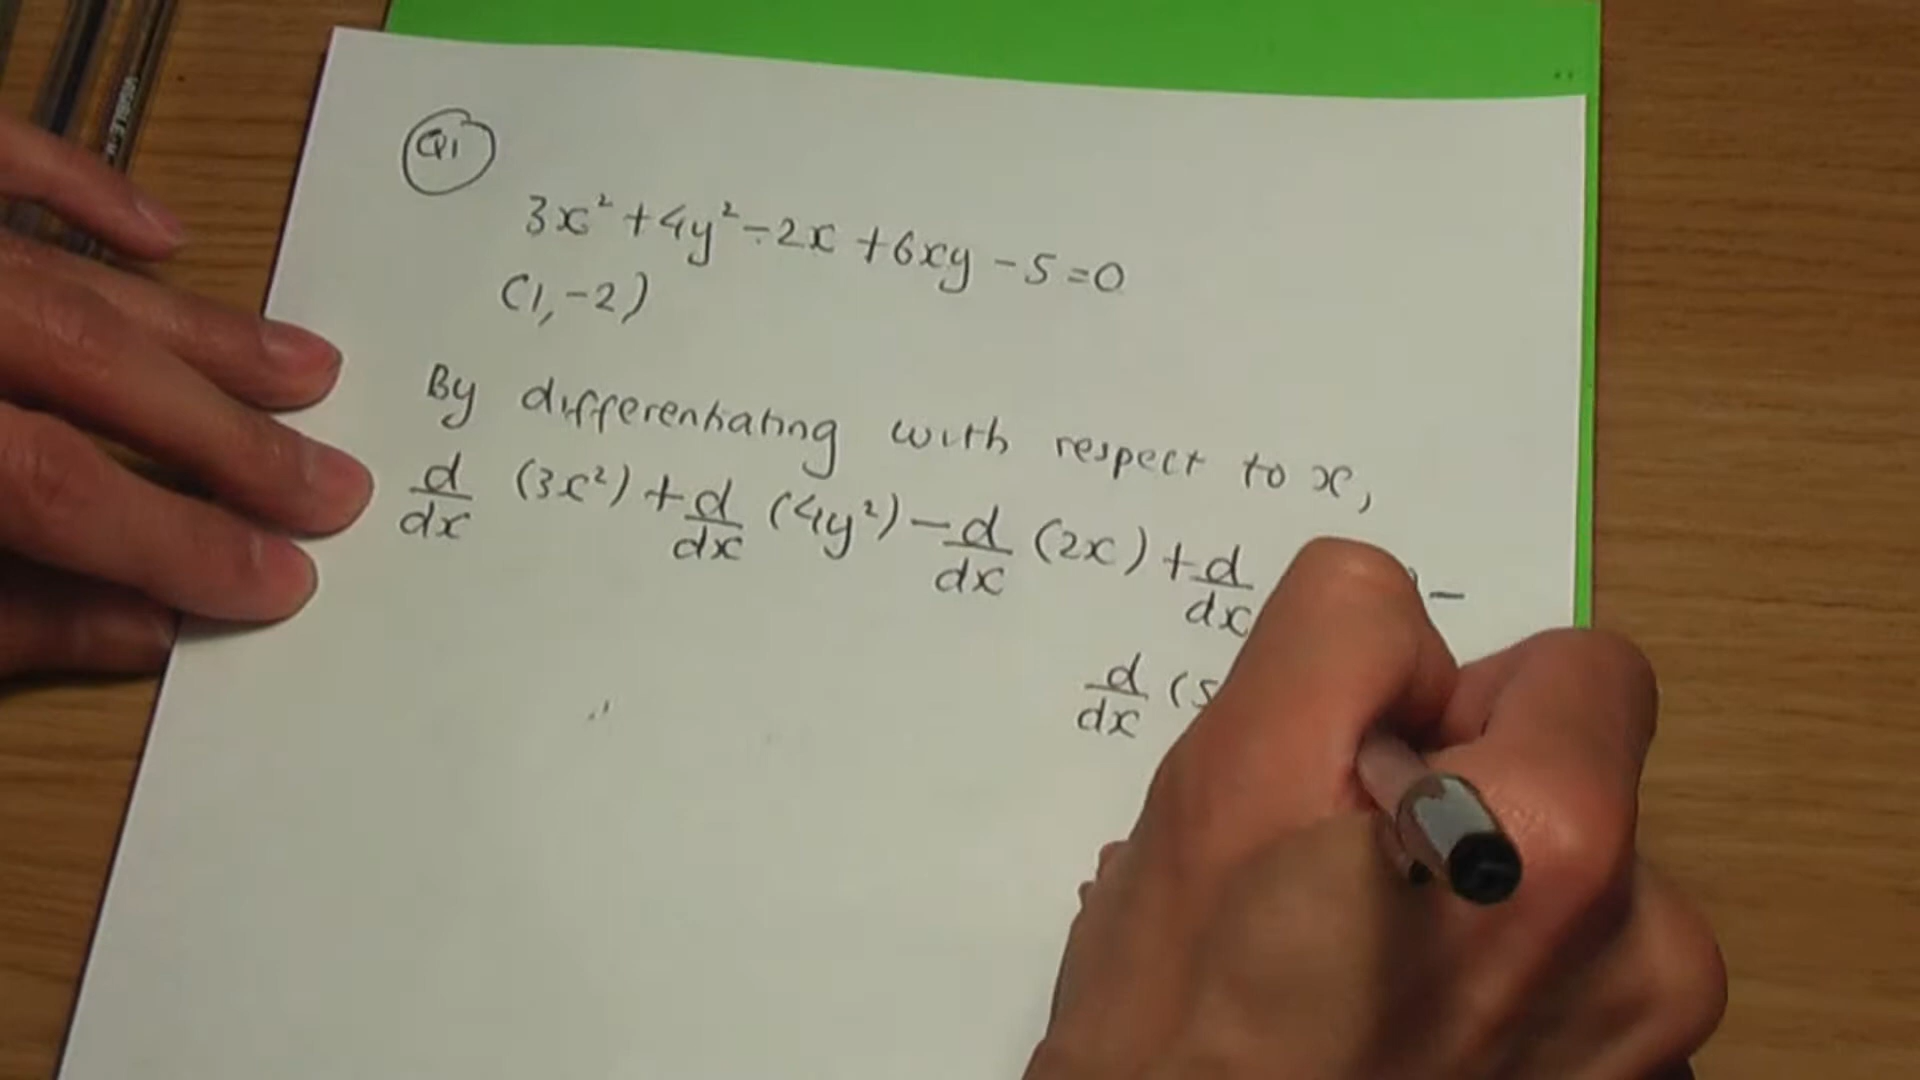 Q1
3x² + 4y² - 2x + 6xy - 5 = 0
(1, -2)
By differentiating with respect to x,
d/dx (3x²) + d/dx (4y²) - d/dx (2x) + d/dx ) -
d/dx (5